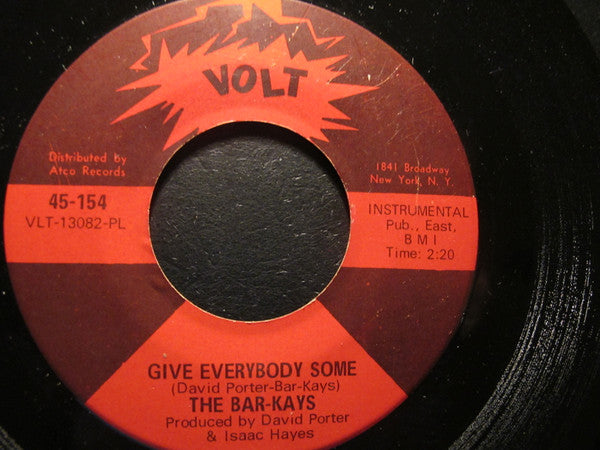 VOLT
Distributed by
Atco Records
1841 Broadway
New York, N. Y.
45-154
VLT-13082-PL
INSTRUMENTAL
Pub., East,
B M I
Time: 2:20
GIVE EVERYBODY SOME
(David Porter-Bar-Kays)
THE BAR-KAYS
Produced by David Porter
& Isaac Hayes